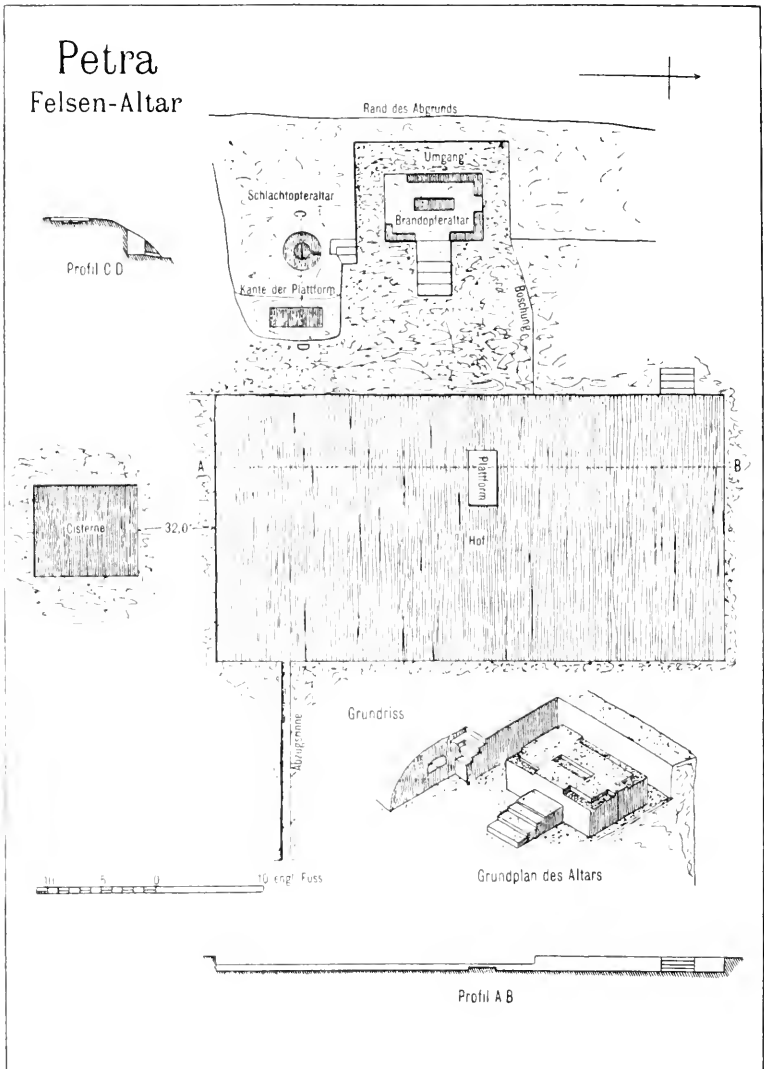 Petra
Felsen-Altar
Rand des Abgrunds
Umgang
Schlachtopferaltar
C
Brandopferaltar
Profil C D
Kante der Plattform
D
Böschung
A
B
Plattform
Cisterne
32,0'
Hof
Abzugsrinne
Grundriss
10 5 0 10 engl Fuss
Grundplan des Altars
Profil A B